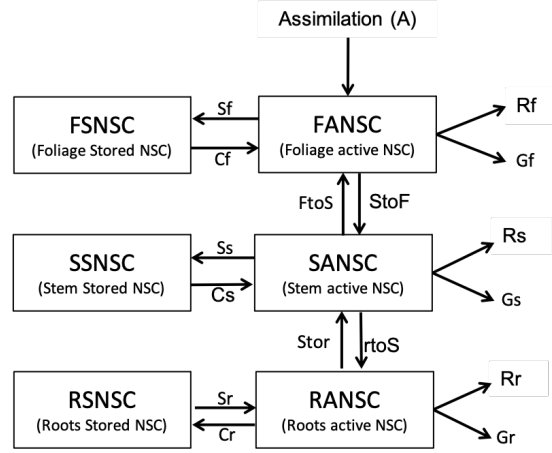 Assimilation (A)
FSNSC
(Foliage Stored NSC)
Sf
Cf
FANSC
(Foliage active NSC)
Rf
Gf
FtoS
StoF
SSNSC
(Stem Stored NSC)
Ss
Cs
SANSC
(Stem active NSC)
Rs
Gs
Stor
rtoS
RSNSC
(Roots Stored NSC)
Sr
Cr
RANSC
(Roots active NSC)
Rr
Gr